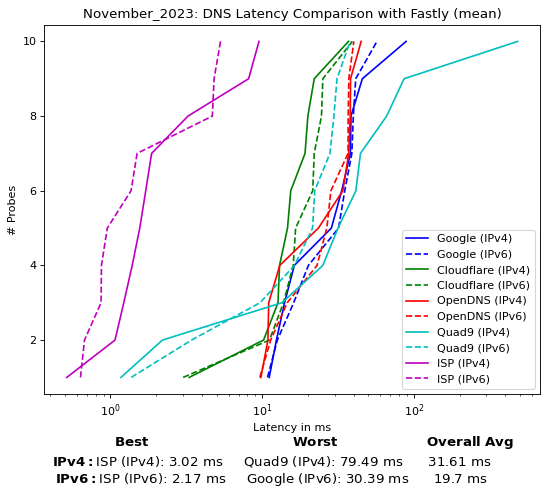 November_2023: DNS Latency Comparison with Fastly (mean)
10
8
6
4
2
# Probes
Google (IPv4)
Google (IPv6)
Cloudflare (IPv4)
Cloudflare (IPv6)
OpenDNS (IPv4)
OpenDNS (IPv6)
Quad9 (IPv4)
Quad9 (IPv6)
ISP (IPv4)
ISP (IPv6)
10⁰ 10¹ 10²
Latency in ms
Best Worst Overall Avg
IPv4: ISP (IPv4): 3.02 ms Quad9 (IPv4): 79.49 ms 31.61 ms
IPv6: ISP (IPv6): 2.17 ms Google (IPv6): 30.39 ms 19.7 ms